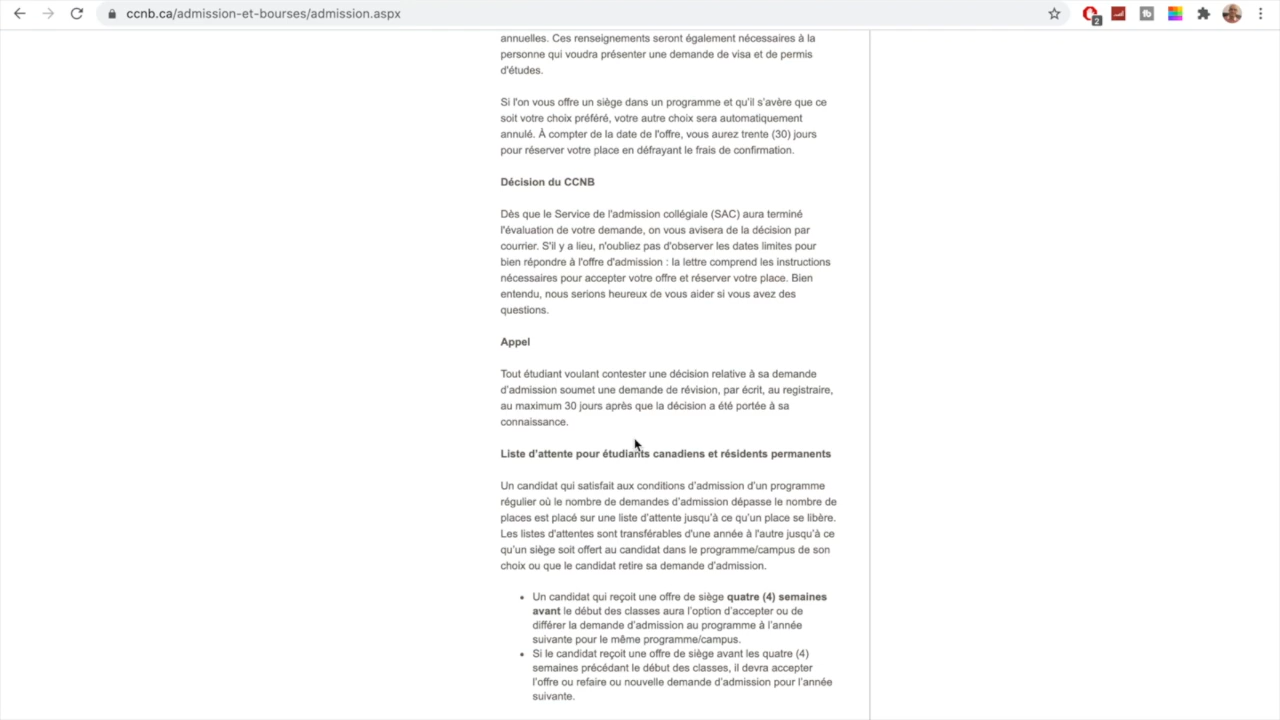 ccnb.ca/admission-et-bourses/admission.aspx
2
annuelles. Ces renseignements seront également nécessaires à la
personne qui voudra présenter une demande de visa et de permis
d'études.
Si l'on vous offre un siège dans un programme et qu'il s'avère que ce
soit votre choix préféré, votre autre choix sera automatiquement
annulé. À compter de la date de l'offre, vous aurez trente (30) jours
pour réserver votre place en défrayant le frais de confirmation.
Décision du CCNB
Dès que le Service de l'admission collégiale (SAC) aura terminé
l'évaluation de votre demande, on vous avisera de la décision par
courrier. S'il y a lieu, n'oubliez pas d'observer les dates limites pour
bien répondre à l'offre d'admission : la lettre comprend les instructions
nécessaires pour accepter votre offre et réserver votre place. Bien
entendu, nous serions heureux de vous aider si vous avez des
questions.
Appel
Tout étudiant voulant contester une décision relative à sa demande
d'admission soumet une demande de révision, par écrit, au registraire,
au maximum 30 jours après que la décision a été portée à sa
connaissance.
Liste d'attente pour étudiants canadiens et résidents permanents
Un candidat qui satisfait aux conditions d'admission d'un programme
régulier où le nombre de demandes d'admission dépasse le nombre de
places est placé sur une liste d'attente jusqu'à ce qu'un place se libère.
Les listes d'attentes sont transférables d'une année à l'autre jusqu'à ce
qu'un siège soit offert au candidat dans le programme/campus de son
choix ou que le candidat retire sa demande d'admission.
• Un candidat qui reçoit une offre de siège quatre (4) semaines
avant le début des classes aura l'option d'accepter ou de
différer la demande d'admission au programme à l'année
suivante pour le même programme/campus.
• Si le candidat reçoit une offre de siège avant les quatre (4)
semaines précédant le début des classes, il devra accepter
l'offre ou refaire ou nouvelle demande d'admission pour l'année
suivante.